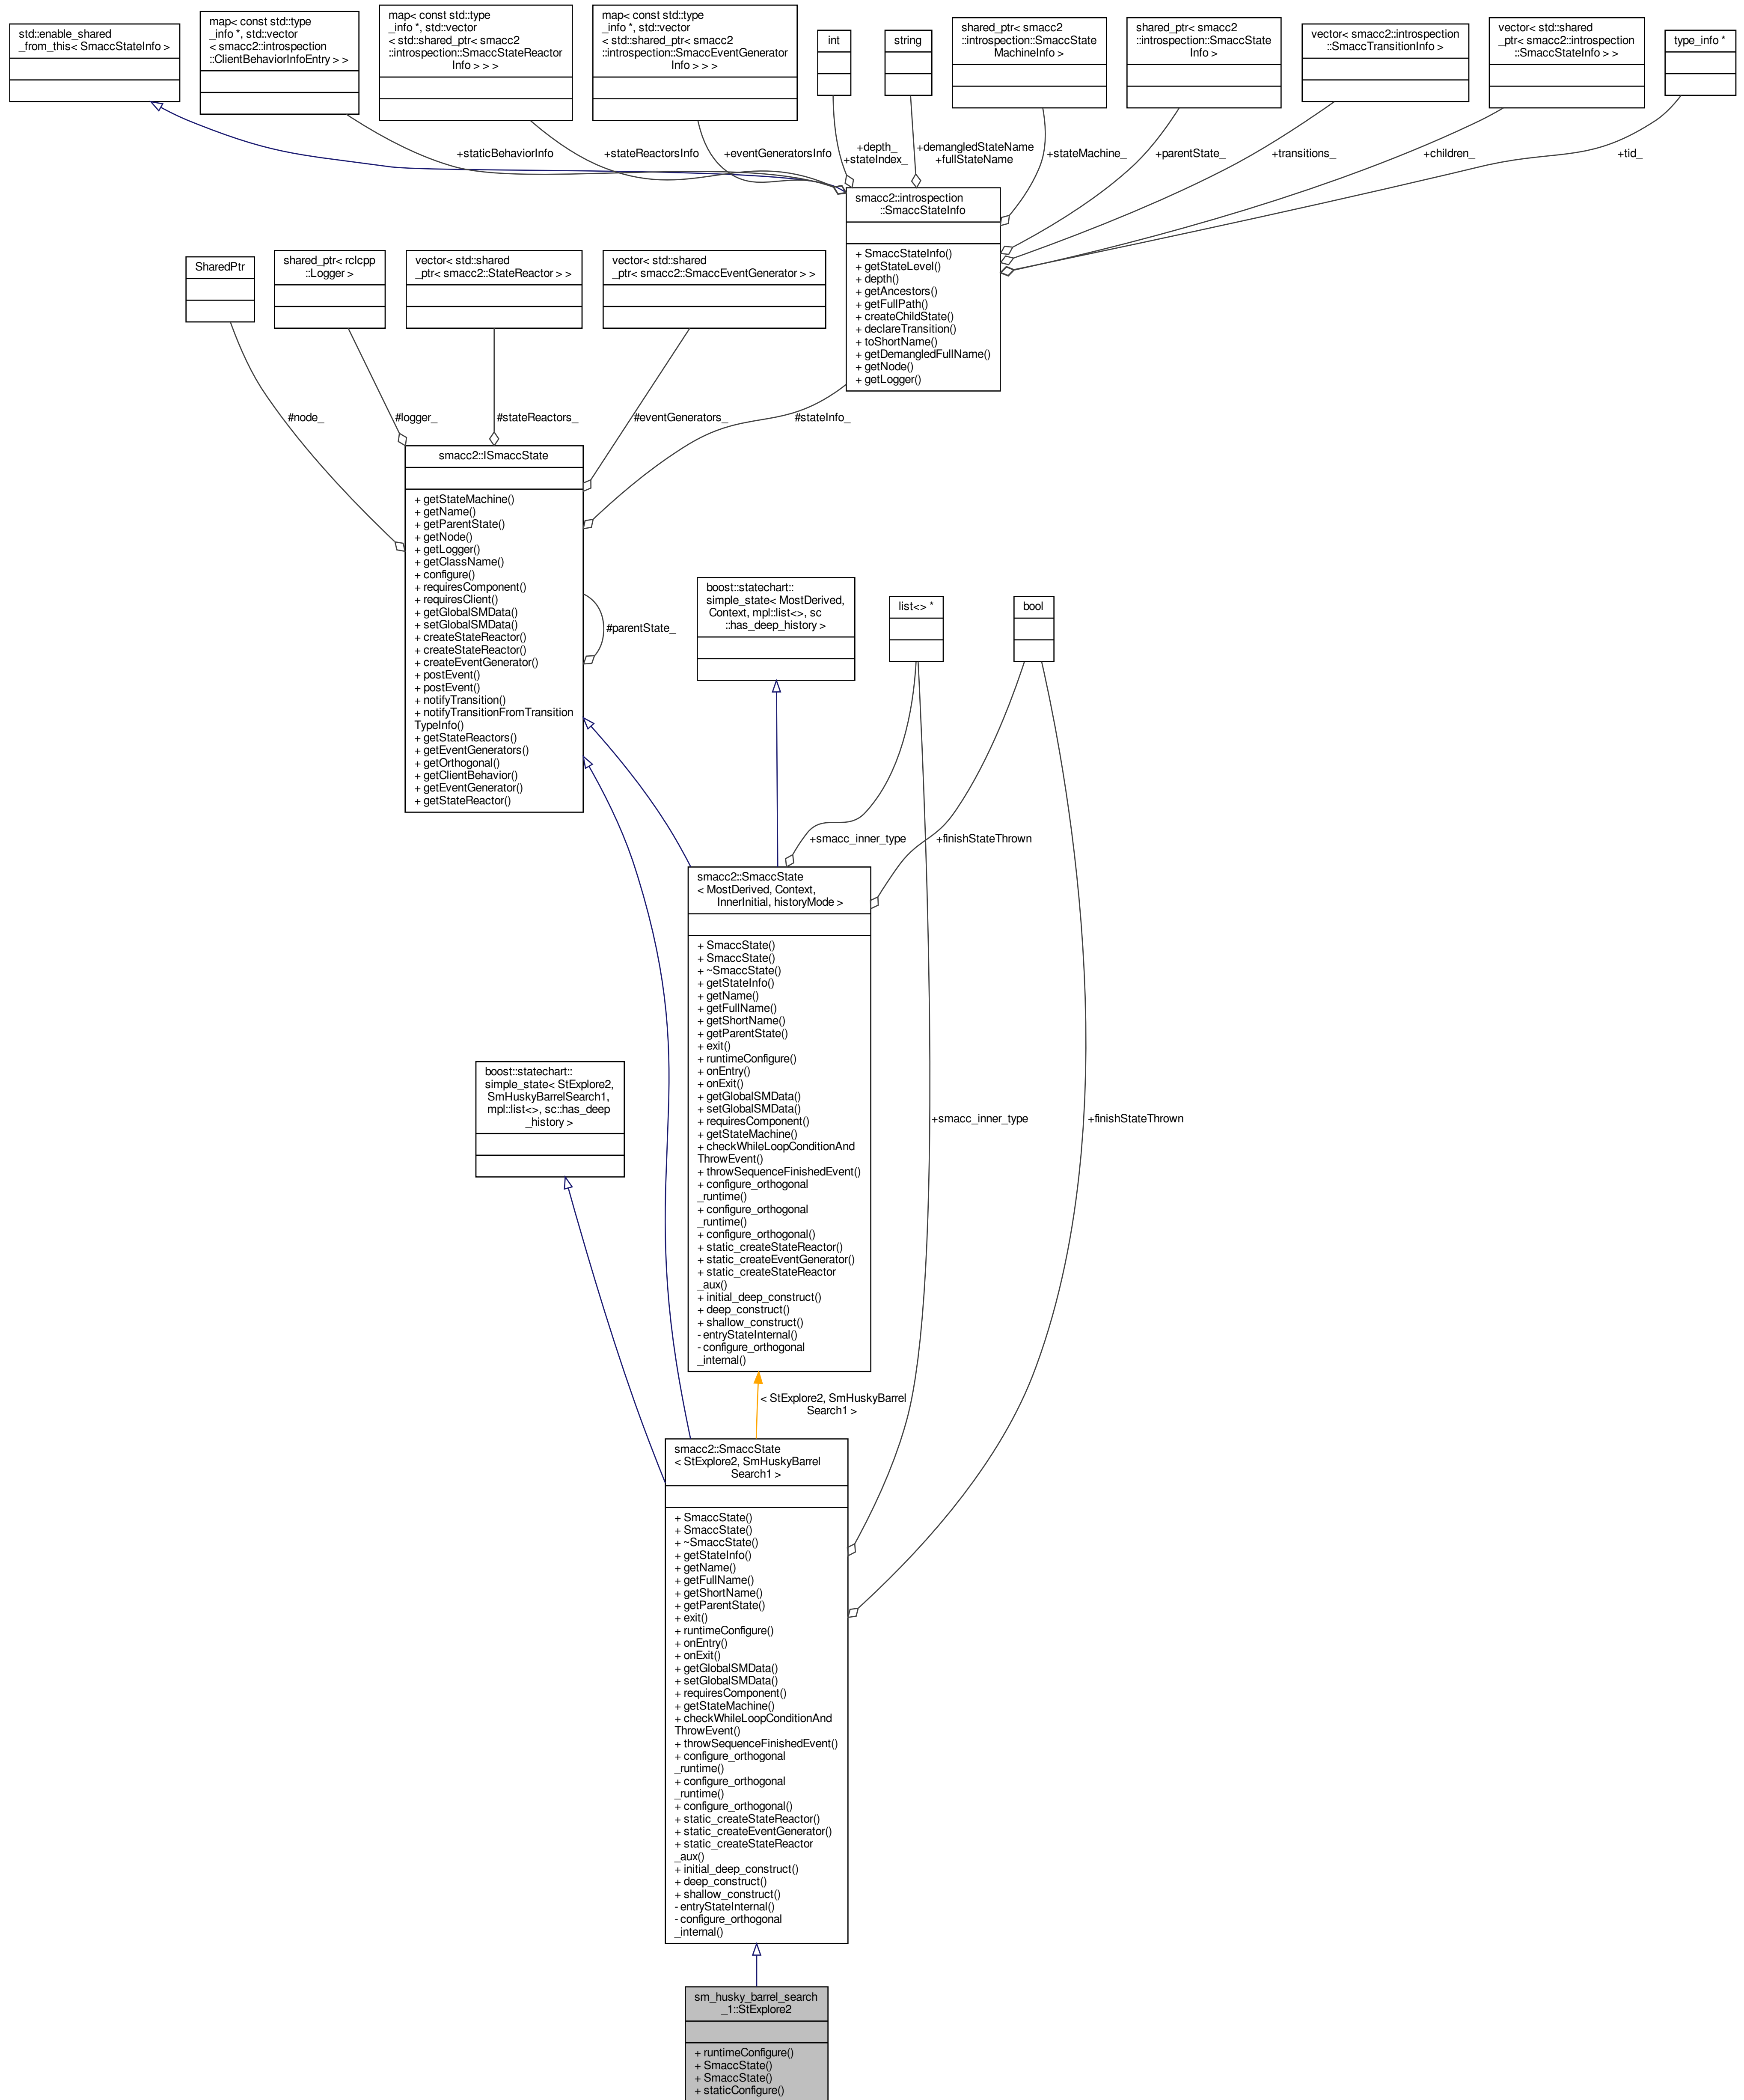 std::enable_shared
_from_this< SmaccStateInfo >
map< const std::type
_info *, std::vector
< smacc2::introspection
::ClientBehaviorInfoEntry > >
map< const std::type
_info *, std::vector
< std::shared_ptr< smacc2
::introspection::SmaccStateReactor
Info > > >
map< const std::type
_info *, std::vector
< std::shared_ptr< smacc2
::introspection::SmaccEventGenerator
Info > > >
int
string
shared_ptr< smacc2
::introspection::SmaccState
MachineInfo >
shared_ptr< smacc2
::introspection::SmaccState
Info >
vector< smacc2::introspection
::SmaccTransitionInfo >
vector< std::shared
_ptr< smacc2::introspection
::SmaccStateInfo > >
type_info *
+staticBehaviorInfo
+stateReactorsInfo
+eventGeneratorsInfo
+depth_
+stateIndex_
+demangledStateName
+fullStateName
+stateMachine_
+parentState_
+transitions_
+children_
+tid_
smacc2::introspection
::SmaccStateInfo
+ SmaccStateInfo()
+ getStateLevel()
+ depth()
+ getAncestors()
+ getFullPath()
+ createChildState()
+ declareTransition()
+ toShortName()
+ getDemangledFullName()
+ getNode()
+ getLogger()
SharedPtr
shared_ptr< rclcpp
::Logger >
vector< std::shared
_ptr< smacc2::StateReactor > >
vector< std::shared
_ptr< smacc2::SmaccEventGenerator > >
#node_
#logger_
#stateReactors_
#eventGenerators_
#stateInfo_
smacc2::ISmaccState
+ getStateMachine()
+ getName()
+ getParentState()
+ getNode()
+ getLogger()
+ getClassName()
+ configure()
+ requiresComponent()
+ requiresClient()
+ getGlobalSMData()
+ setGlobalSMData()
+ createStateReactor()
+ createStateReactor()
+ createEventGenerator()
+ postEvent()
+ postEvent()
+ notifyTransition()
+ notifyTransitionFromTransition
TypeInfo()
+ getStateReactors()
+ getEventGenerators()
+ getOrthogonal()
+ getClientBehavior()
+ getEventGenerator()
+ getStateReactor()
#parentState_
boost::statechart::
simple_state< MostDerived,
Context, mpl::list<>, sc
::has_deep_history >
list<> *
bool
+smacc_inner_type
+finishStateThrown
smacc2::SmaccState
< MostDerived, Context,
InnerInitial, historyMode >
+ SmaccState()
+ SmaccState()
+ ~SmaccState()
+ getStateInfo()
+ getName()
+ getFullName()
+ getShortName()
+ getParentState()
+ exit()
+ runtimeConfigure()
+ onEntry()
+ onExit()
+ getGlobalSMData()
+ setGlobalSMData()
+ requiresComponent()
+ getStateMachine()
+ checkWhileLoopConditionAnd
ThrowEvent()
+ throwSequenceFinishedEvent()
+ configure_orthogonal
_runtime()
+ configure_orthogonal
_runtime()
+ configure_orthogonal()
+ static_createStateReactor()
+ static_createEventGenerator()
+ static_createStateReactor
_aux()
+ initial_deep_construct()
+ deep_construct()
+ shallow_construct()
- entryStateInternal()
- configure_orthogonal
_internal()
boost::statechart::
simple_state< StExplore2,
SmHuskyBarrelSearch1,
mpl::list<>, sc::has_deep
_history >
+smacc_inner_type
+finishStateThrown
< StExplore2, SmHuskyBarrel
Search1 >
smacc2::SmaccState
< StExplore2, SmHuskyBarrel
Search1 >
+ SmaccState()
+ SmaccState()
+ ~SmaccState()
+ getStateInfo()
+ getName()
+ getFullName()
+ getShortName()
+ getParentState()
+ exit()
+ runtimeConfigure()
+ onEntry()
+ onExit()
+ getGlobalSMData()
+ setGlobalSMData()
+ requiresComponent()
+ getStateMachine()
+ checkWhileLoopConditionAnd
ThrowEvent()
+ throwSequenceFinishedEvent()
+ configure_orthogonal
_runtime()
+ configure_orthogonal
_runtime()
+ configure_orthogonal()
+ static_createStateReactor()
+ static_createEventGenerator()
+ static_createStateReactor
_aux()
+ initial_deep_construct()
+ deep_construct()
+ shallow_construct()
- entryStateInternal()
- configure_orthogonal
_internal()
sm_husky_barrel_search
_1::StExplore2
+ runtimeConfigure()
+ SmaccState()
+ SmaccState()
+ staticConfigure()